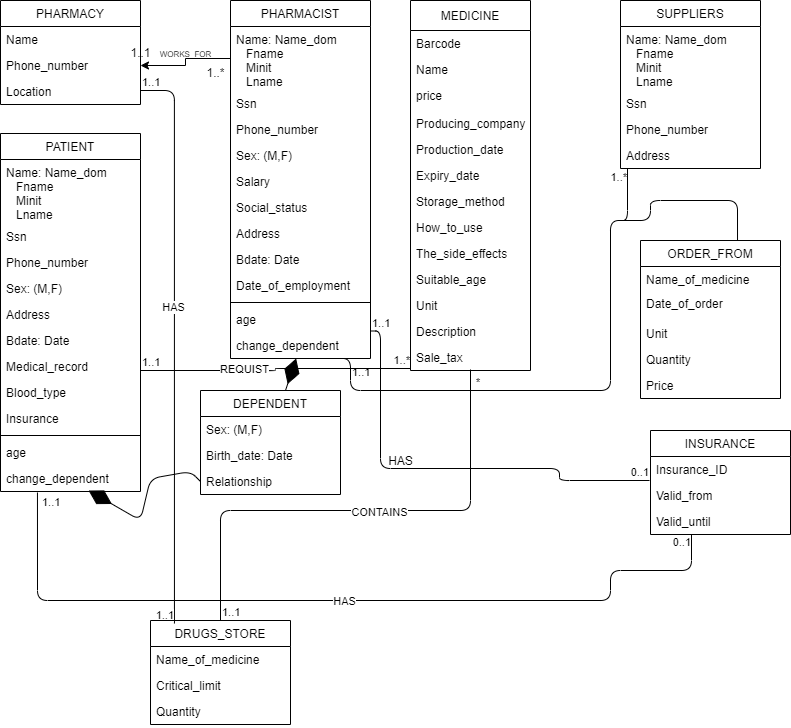 PHARMACY
Name
Phone_number
Location
PHARMACIST
Name: Name_dom
Fname
Minit
Lname
Ssn
Phone_number
Sex: (M,F)
Salary
Social_status
Address
Bdate: Date
Date_of_employment
age
change_dependent
MEDICINE
Barcode
Name
price
Producing_company
Production_date
Expiry_date
Storage_method
How_to_use
The_side_effects
Suitable_age
Unit
Description
Sale_tax
SUPPLIERS
Name: Name_dom
Fname
Minit
Lname
Ssn
Phone_number
Address
1..1
WORKS_FOR
1..*
1..1
PATIENT
Name: Name_dom
Fname
Minit
Lname
Ssn
Phone_number
Sex: (M,F)
Address
Bdate: Date
Medical_record
Blood_type
Insurance
age
change_dependent
1..*
ORDER_FROM
Name_of_medicine
Date_of_order
Unit
Quantity
Price
HAS
1..1
1..1
REQUIST
1..1
1..*
*
DEPENDENT
Sex: (M,F)
Birth_date: Date
Relationship
HAS
0..1
INSURANCE
Insurance_ID
Valid_from
Valid_until
1..1
CONTAINS
0..1
HAS
1..1
1..1
DRUGS_STORE
Name_of_medicine
Critical_limit
Quantity